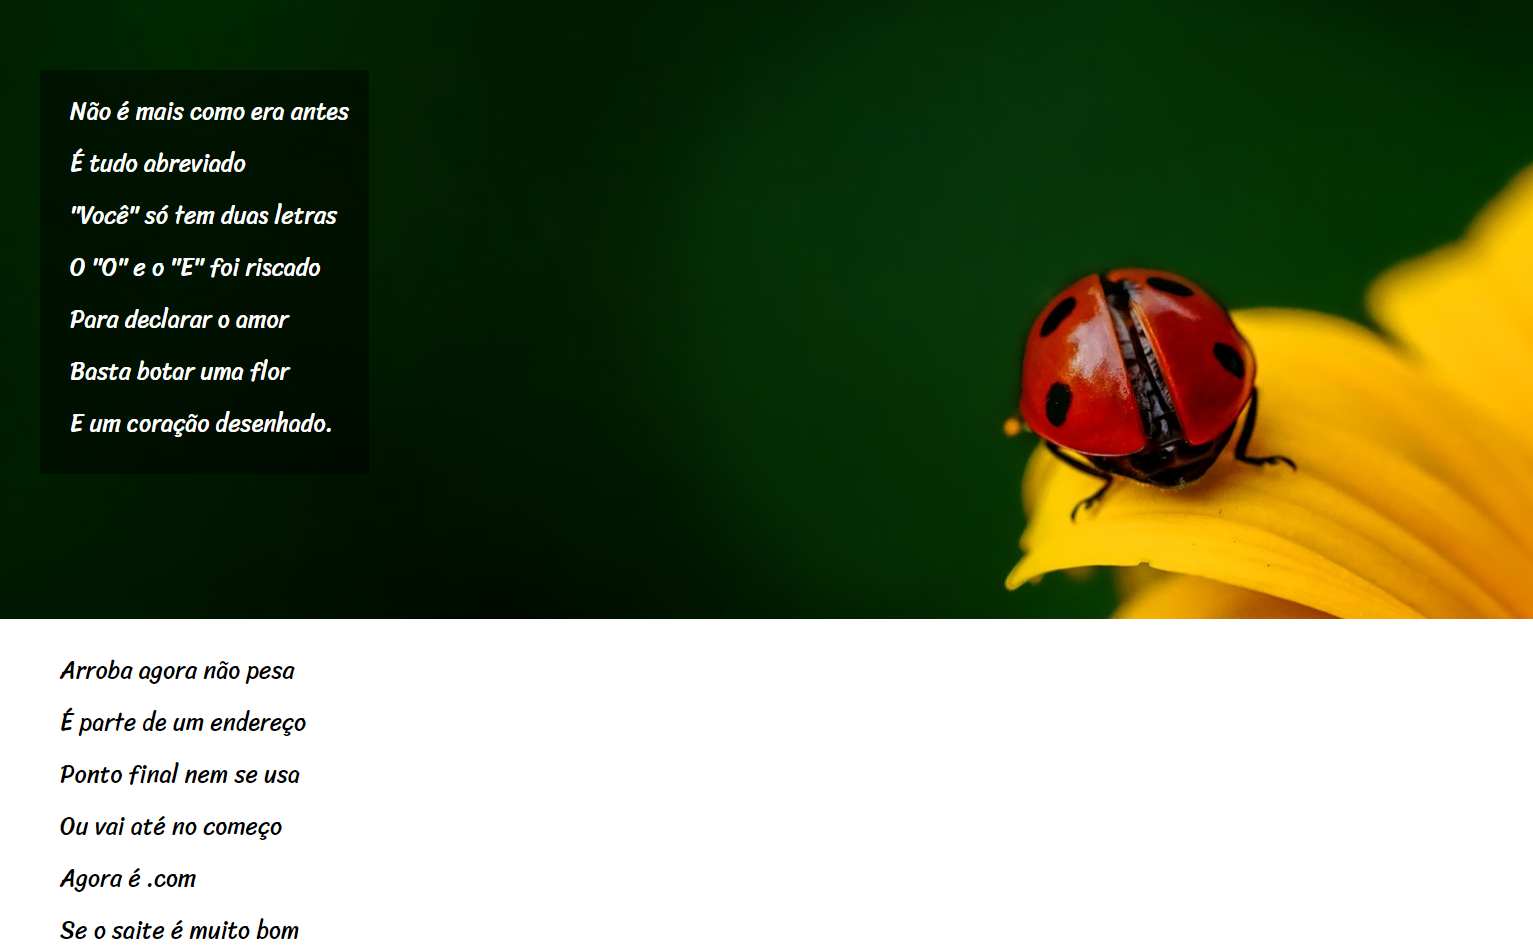 Não é mais como era antes
É tudo abreviado
"Você" só tem duas letras
O "O" e o "E" foi riscado
Para declarar o amor
Basta botar uma flor
E um coração desenhado.
Arroba agora não pesa
É parte de um endereço
Ponto final nem se usa
Ou vai até no começo
Agora é .com
Se o saite é muito bom